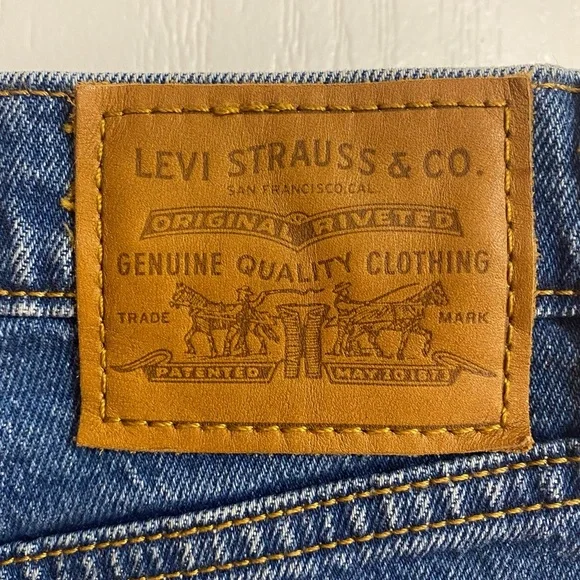 LEVI STRAUSS & CO.
SAN FRANCISCO, CAL.
ORIGINAL RIVETED
GENUINE QUALITY CLOTHING
TRADE MARK
PATENTED MAY 20 1873